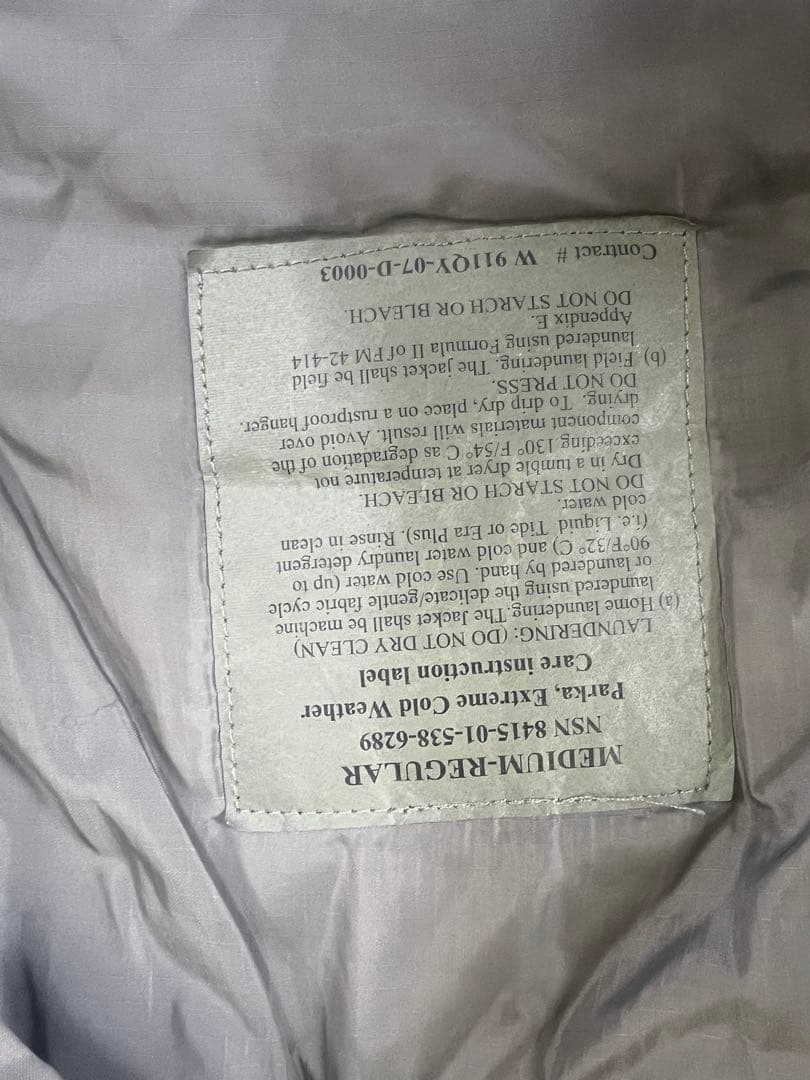 MEDIUM-REGULAR
NSN 8415-01-538-6289
Parka, Extreme Cold Weather
Care instruction label
LAUNDERING: (DO NOT DRY CLEAN)
(a) Home laundering.The Jacket shall be machine
laundered using the delicate/gentle fabric cycle
or laundered by hand. Use cold water (up to
90°F/32° C) and cold water laundry detergent
(i.e. Liquid Tide or Era Plus). Rinse in clean
cold water.
DO NOT STARCH OR BLEACH.
Dry in a tumble dryer at temperature not
exceeding 130° F/54° C as degradation of the
component materials will result. Avoid over
drying. To drip dry, place on a rustproof hanger.
DO NOT PRESS.
(b) Field laundering. The jacket shall be field
laundered using Formula II of FM 42-414
Appendix E.
DO NOT STARCH OR BLEACH.
Contract # W 911QY-07-D-0003